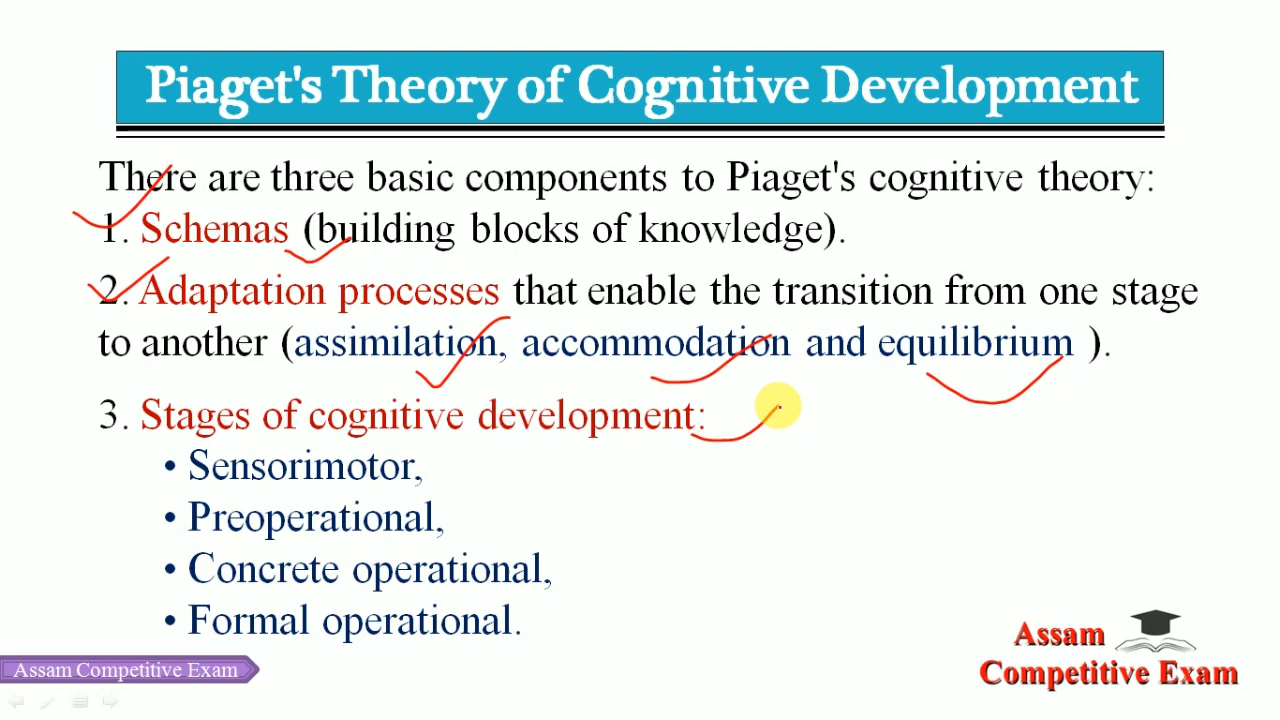 Piaget's Theory of Cognitive Development
There are three basic components to Piaget's cognitive theory:
1. Schemas (building blocks of knowledge).
2. Adaptation processes that enable the transition from one stage
to another (assimilation, accommodation and equilibrium ).
3. Stages of cognitive development:
• Sensorimotor,
• Preoperational,
• Concrete operational,
• Formal operational.
Assam Competitive Exam
Assam
Competitive Exam